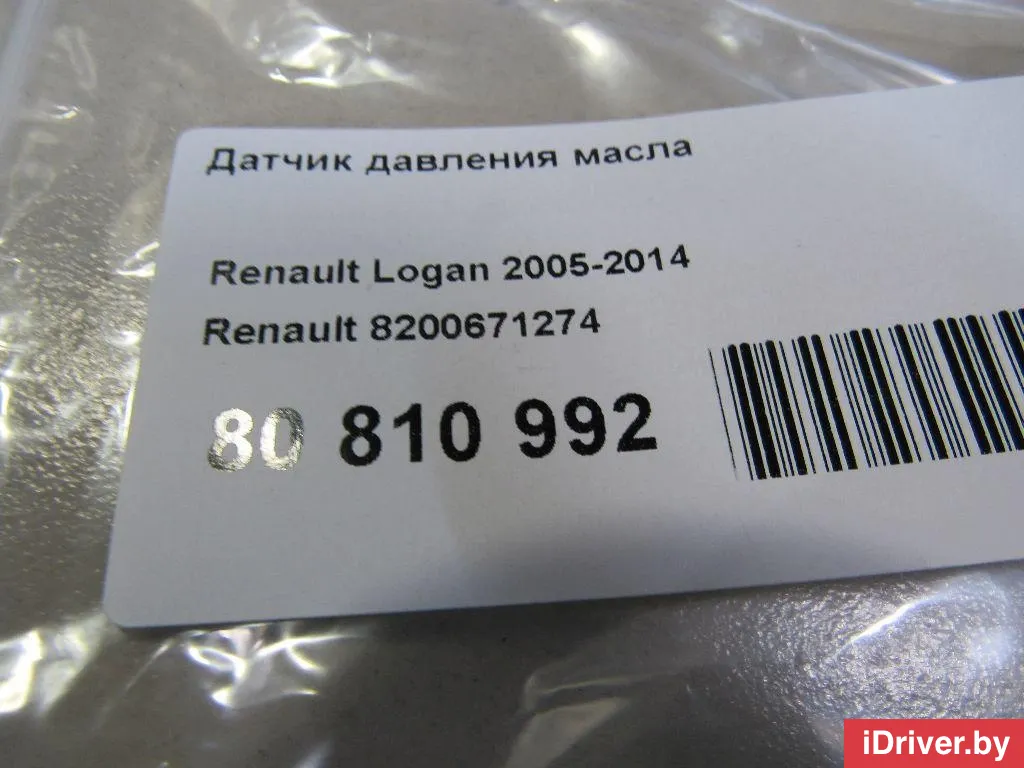 Датчик давления масла
Renault Logan 2005-2014
Renault 8200671274
80 810 992
iDriver.by